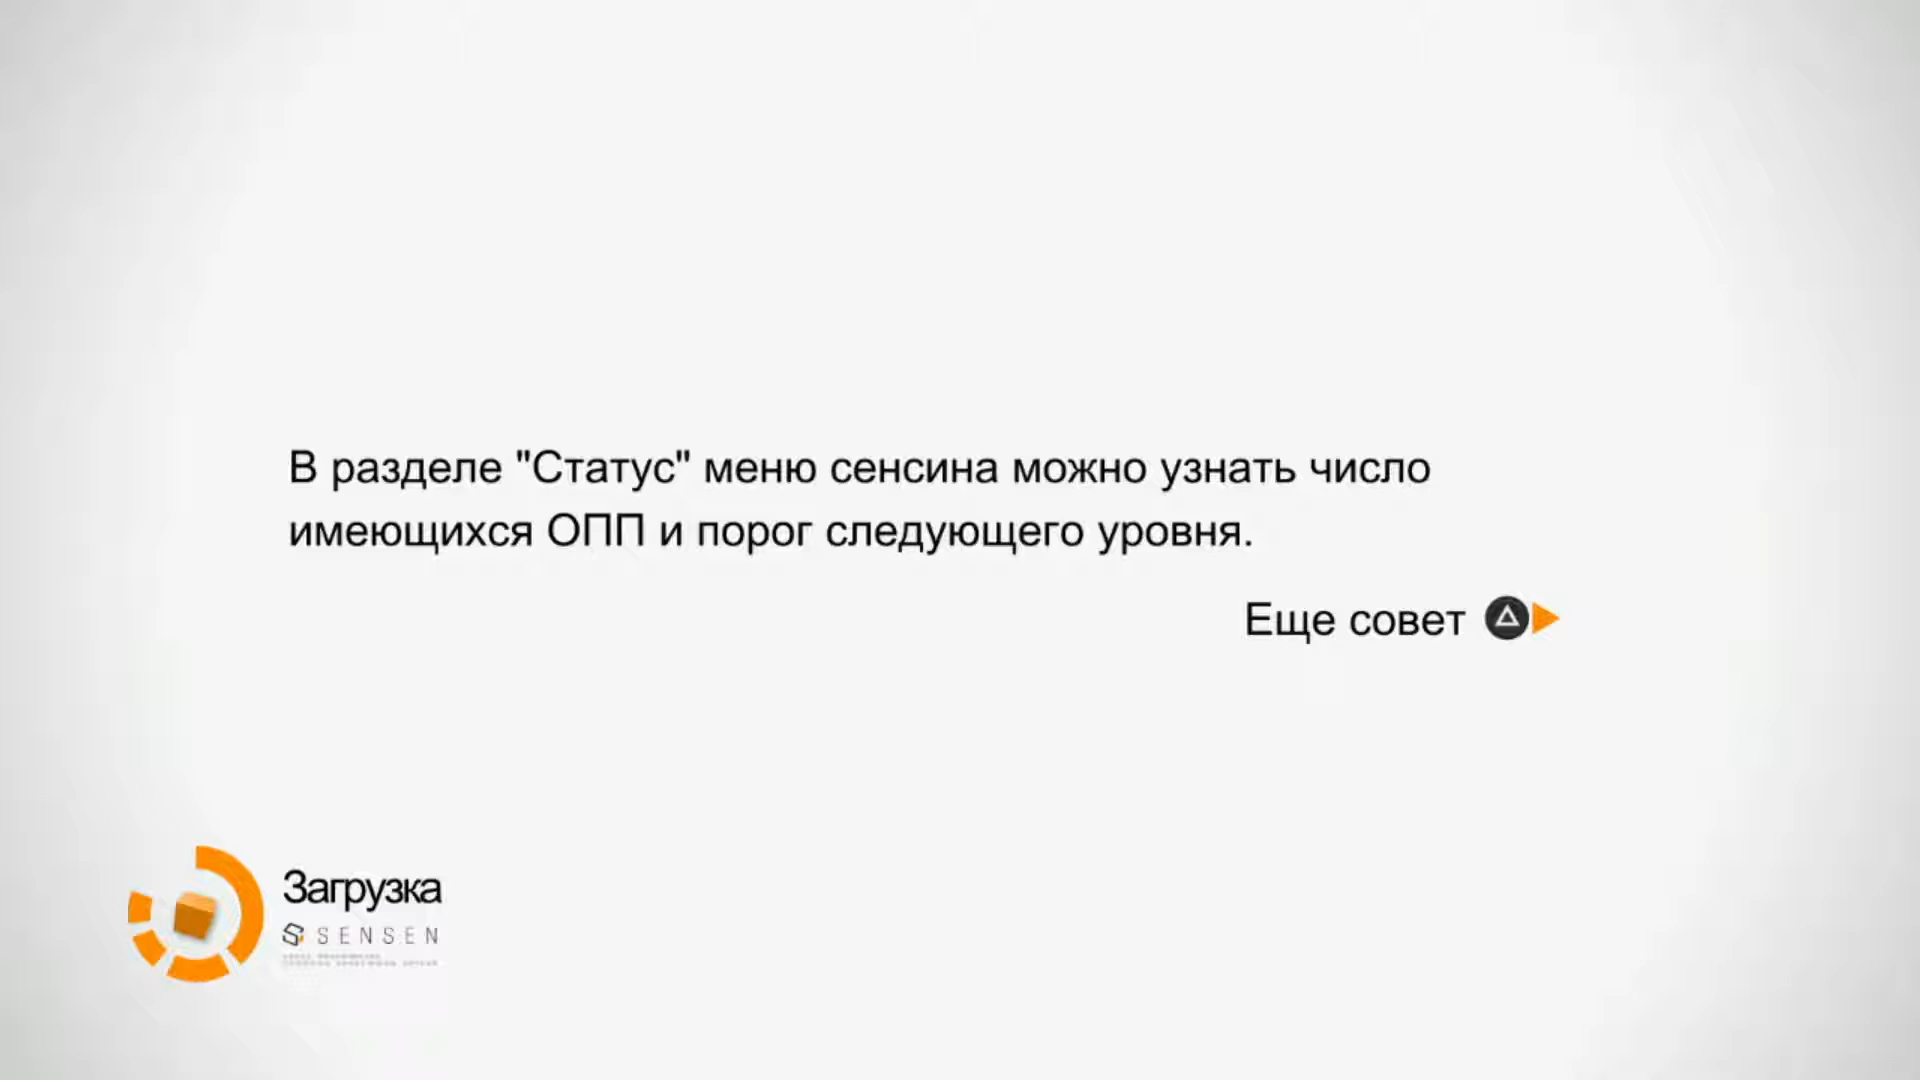 В разделе "Статус" меню сенсина можно узнать число
имеющихся ОПП и порог следующего уровня.
Еще совет
Загрузка
SENSEN